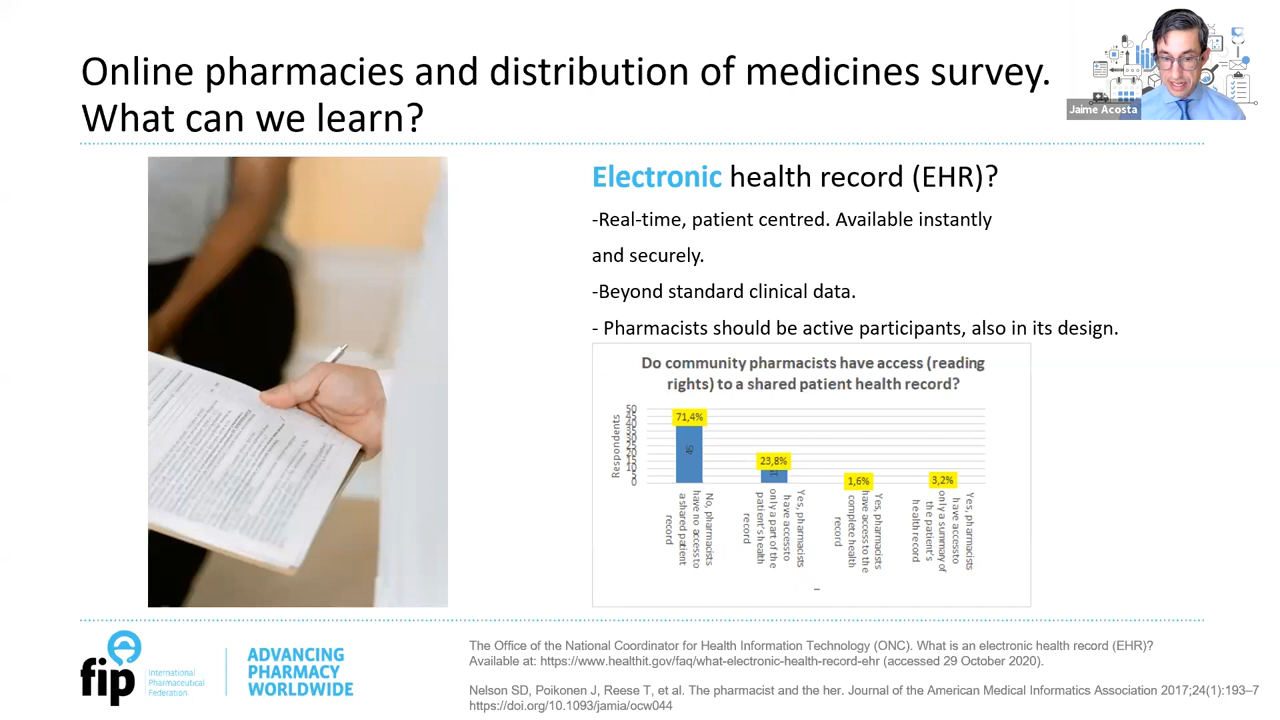 Online pharmacies and distribution of medicines survey.
What can we learn?
Jaime Acosta
Electronic health record (EHR)?
-Real-time, patient centred. Available instantly
and securely.
-Beyond standard clinical data.
- Pharmacists should be active participants, also in its design.
Do community pharmacists have access (reading
rights) to a shared patient health record?
Respondents
50
45
40
35
30
25
20
15
10
5
0
71,4%
45
23,8%
1,6%
3,2%
No, pharmacists
have no access to
a shared patient
record
Yes, pharmacists
have access to
only a part of the
patient's health
record
Yes, pharmacists
have access to the
complete health
record
Yes, pharmacists
have access to
only a summary of
the patient's
health record
fip
International
Pharmaceutical
Federation
ADVANCING
PHARMACY
WORLDWIDE
The Office of the National Coordinator for Health Information Technology (ONC). What is an electronic health record (EHR)?
Available at: https://www.healthit.gov/faq/what-electronic-health-record-ehr (accessed 29 October 2020).
Nelson SD, Poikonen J, Reese T, et al. The pharmacist and the her. Journal of the American Medical Informatics Association 2017;24(1):193–7
https://doi.org/10.1093/jamia/ocw044